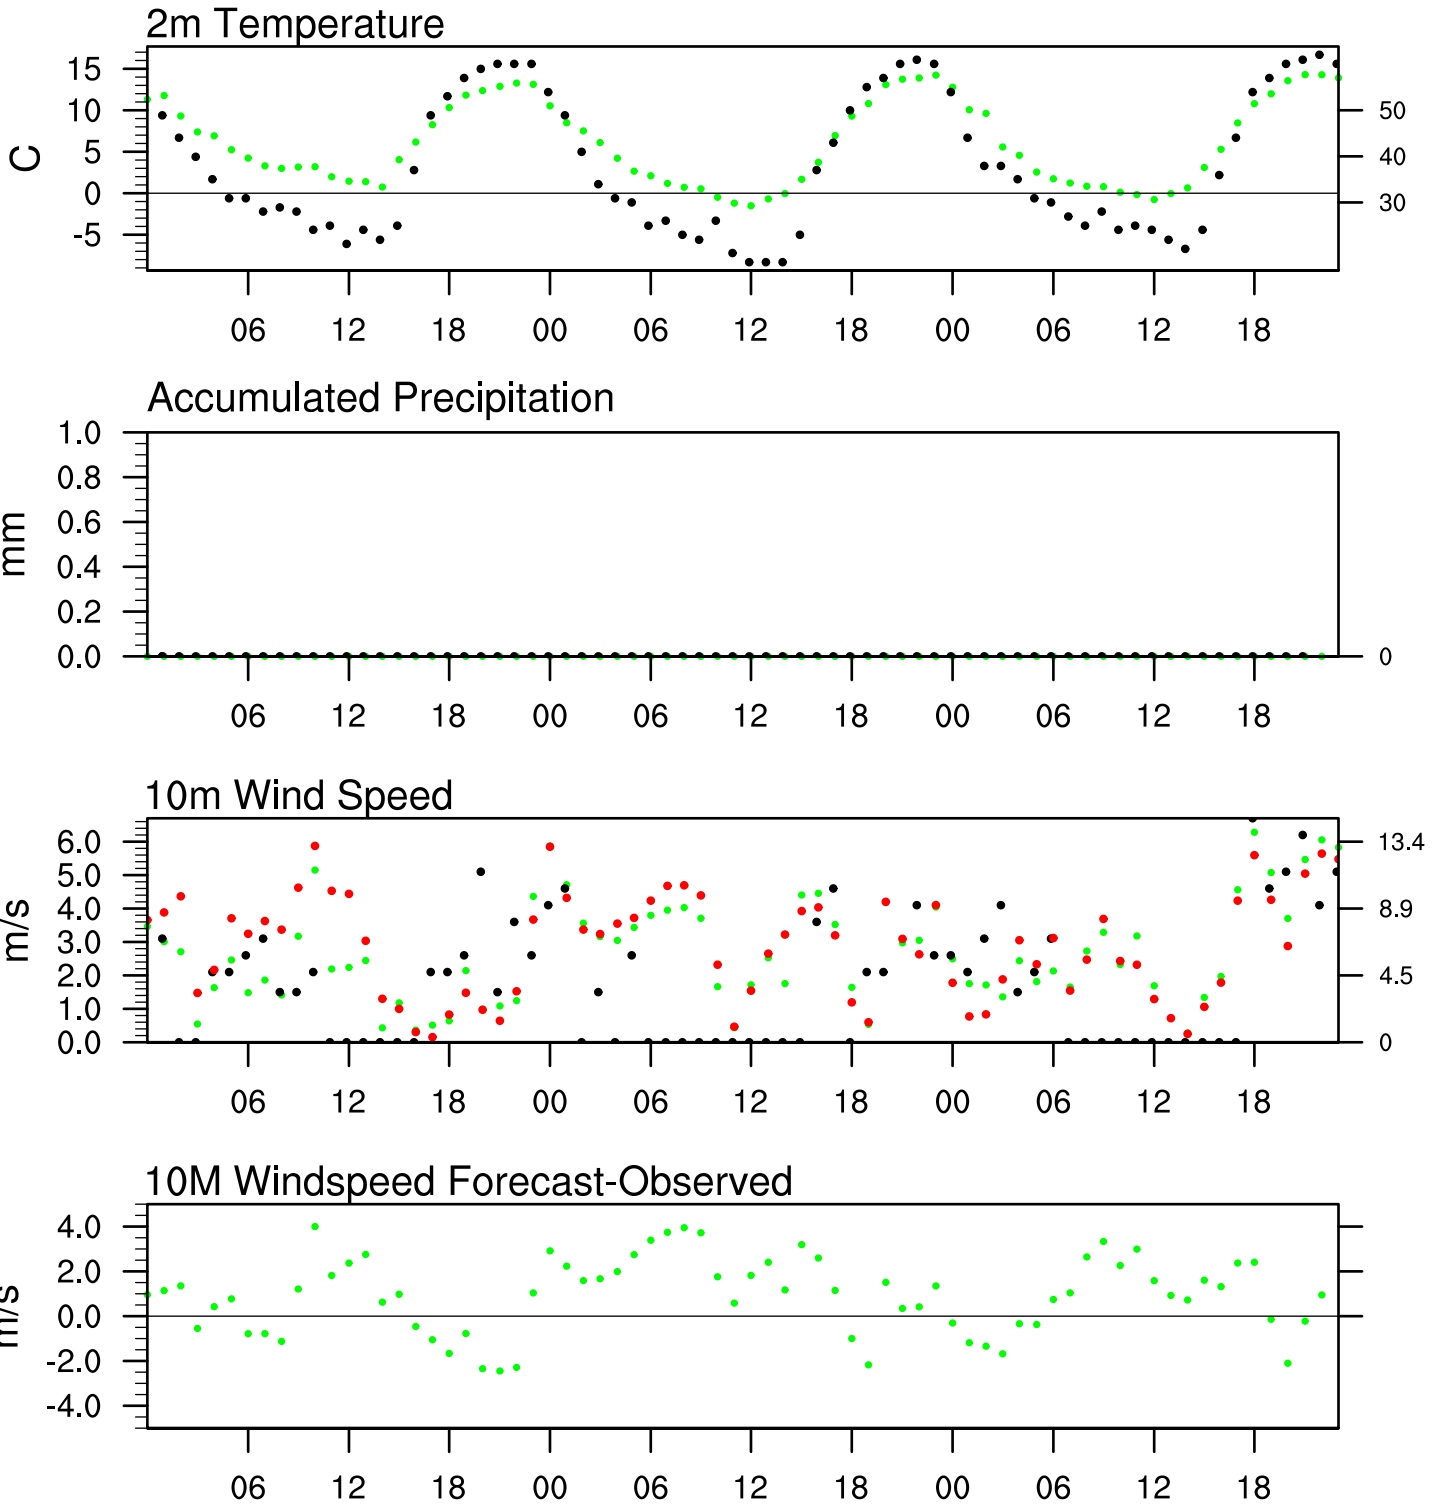 2m Temperature
15
10
5
0
-5
C
50
40
30
06 12 18 00 06 12 18 00 06 12 18
Accumulated Precipitation
1.0
0.8
0.6
0.4
0.2
0.0
mm
0
06 12 18 00 06 12 18 00 06 12 18
10m Wind Speed
6.0
5.0
4.0
3.0
2.0
1.0
0.0
m/s
13.4
8.9
4.5
0
06 12 18 00 06 12 18 00 06 12 18
10M Windspeed Forecast-Observed
4.0
2.0
0.0
-2.0
-4.0
m/s
06 12 18 00 06 12 18 00 06 12 18